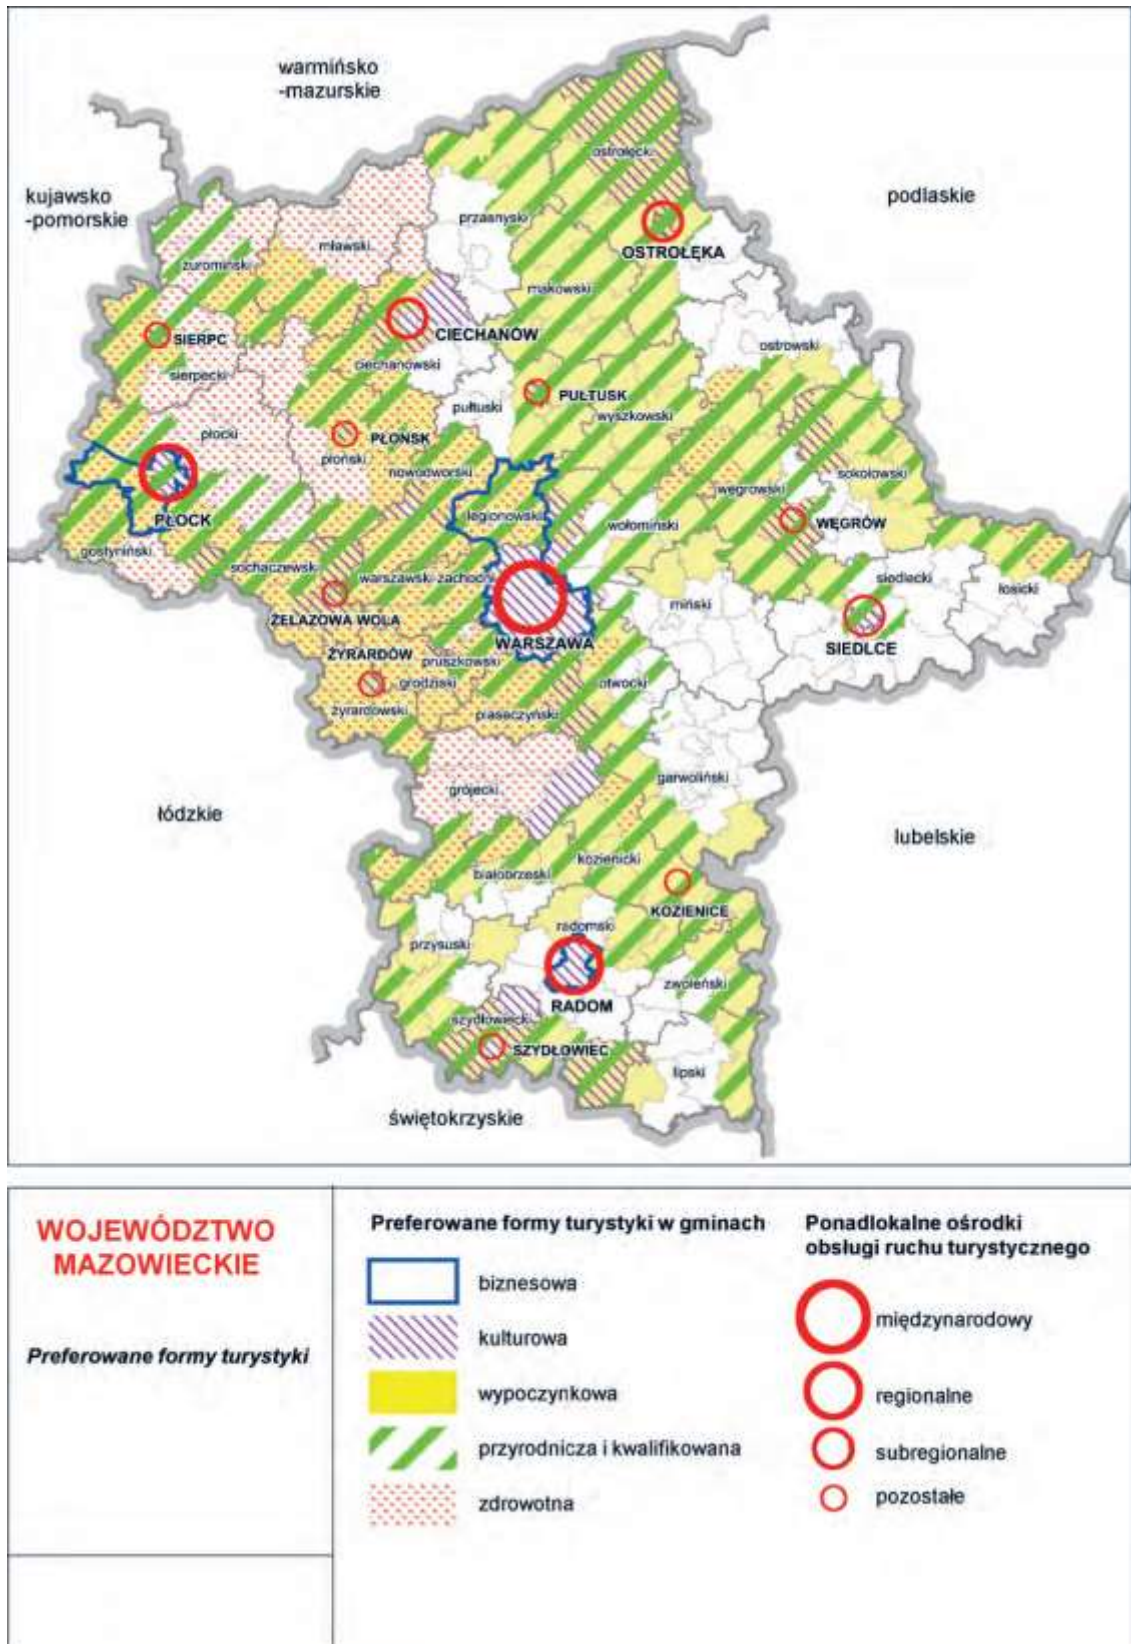 warmińsko
-mazurskie
kujawsko
-pomorskie
podlaskie
ostrołęcki
przasnyski
mławski
żuromiński
OSTROŁĘKA
makowski
CIECHANÓW
SIERPC
ciechanowski
ostrowski
sierpecki
PUŁTUSK
pułtuski
wyszkowski
płocki
PŁOŃSK
płoński
nowodworski
sokołowski
węgrowski
PŁOCK
legionowski
wołomiński
WĘGRÓW
gostyniński
sochaczewski
warszawski-zachodni
siedlecki
łosicki
miński
ŻELAZOWA WOLA
WARSZAWA
SIEDLCE
ŻYRARDÓW
pruszkowski
grodziski
otwocki
żyrardowski
piaseczyński
garwoliński
grójecki
łódzkie
lubelskie
kozienicki
białobrzeski
KOZIENICE
radomski
przysuski
zwoleński
RADOM
szydłowiecki
SZYDŁOWIEC
lipski
świętokrzyskie
WOJEWÓDZTWO
MAZOWIECKIE
Preferowane formy turystyki
Preferowane formy turystyki w gminach
biznesowa
kulturowa
wypoczynkowa
przyrodnicza i kwalifikowana
zdrowotna
Ponadlokalne ośrodki
obsługi ruchu turystycznego
międzynarodowy
regionalne
subregionalne
pozostałe